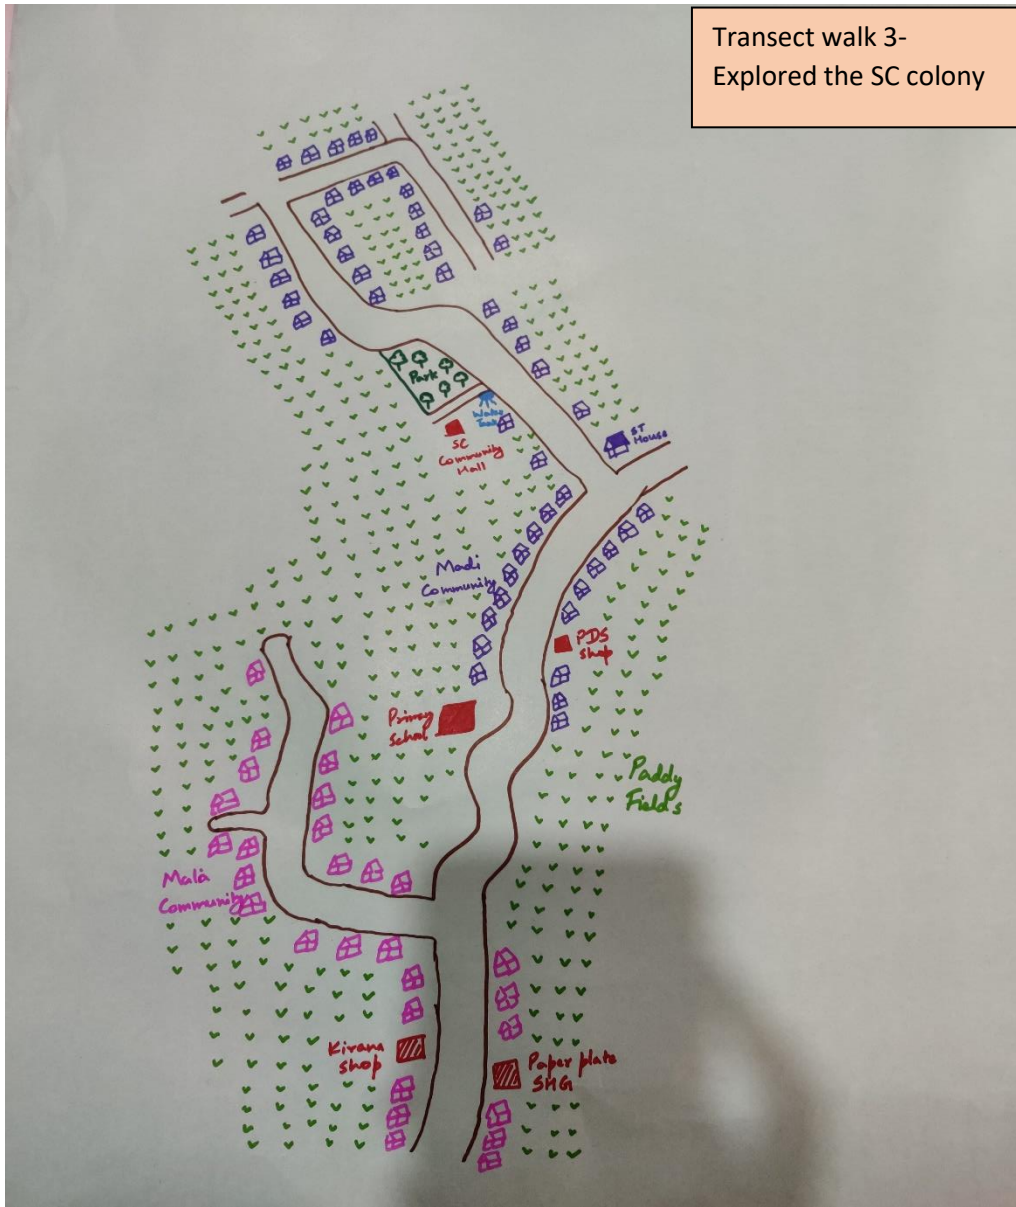 Transect walk 3-
Explored the SC colony
Park
Water
Tank
SC
Community
Hall
ST
House
Madi
Community
PDS
shop
Primary
School
Paddy
Fields
Mala
Community
Kirana
shop
Paper plate
SHG